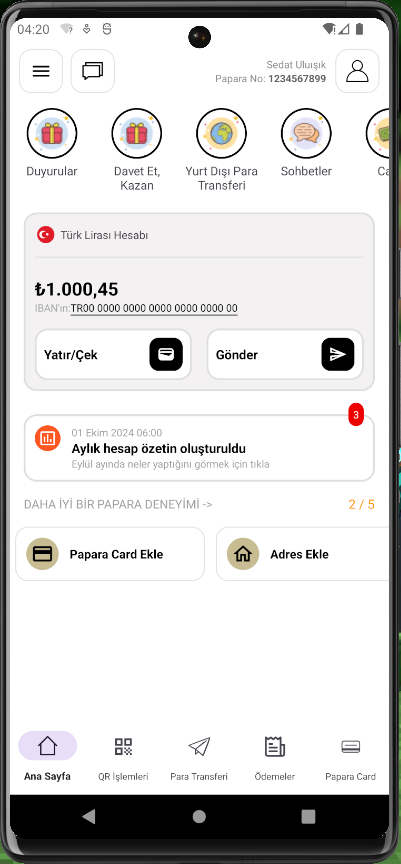 04:20
Sedat Uluışık
Papara No: 1234567899
Duyurular
Davet Et,
Kazan
Yurt Dışı Para
Transferi
Sohbetler
Ca
Türk Lirası Hesabı
₺1.000,45
IBAN'ın:TR00 0000 0000 0000 0000 0000 00
Yatır/Çek
Gönder
3
01 Ekim 2024 06:00
Aylık hesap özetin oluşturuldu
Eylül ayında neler yaptığını görmek için tıkla
DAHA İYİ BİR PAPARA DENEYİMİ ->
2 / 5
Papara Card Ekle
Adres Ekle
Ana Sayfa
QR İşlemleri
Para Transferi
Ödemeler
Papara Card